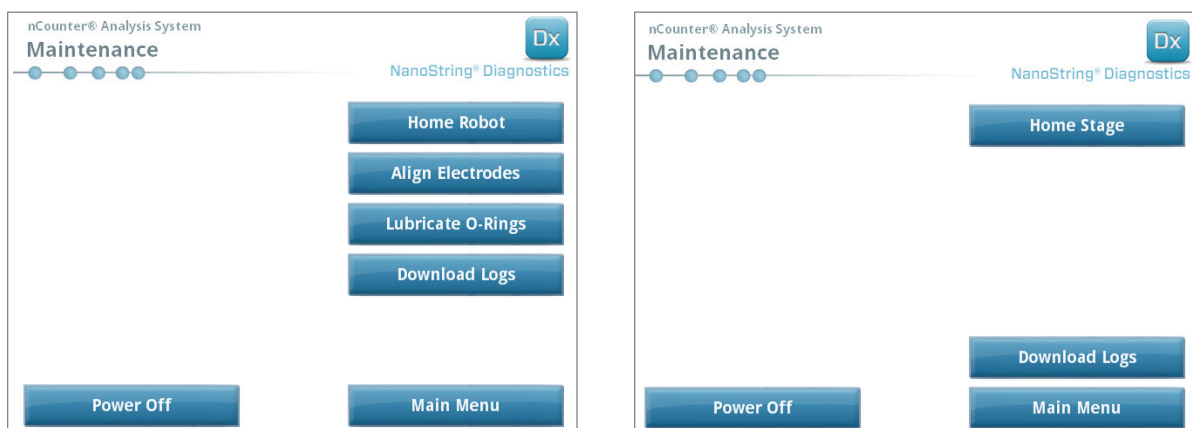 nCounter® Analysis System
Maintenance
Dx
NanoString® Diagnostics
Home Robot
Align Electrodes
Lubricate O-Rings
Download Logs
Power Off
Main Menu
nCounter® Analysis System
Maintenance
Dx
NanoString® Diagnostics
Home Stage
Download Logs
Power Off
Main Menu